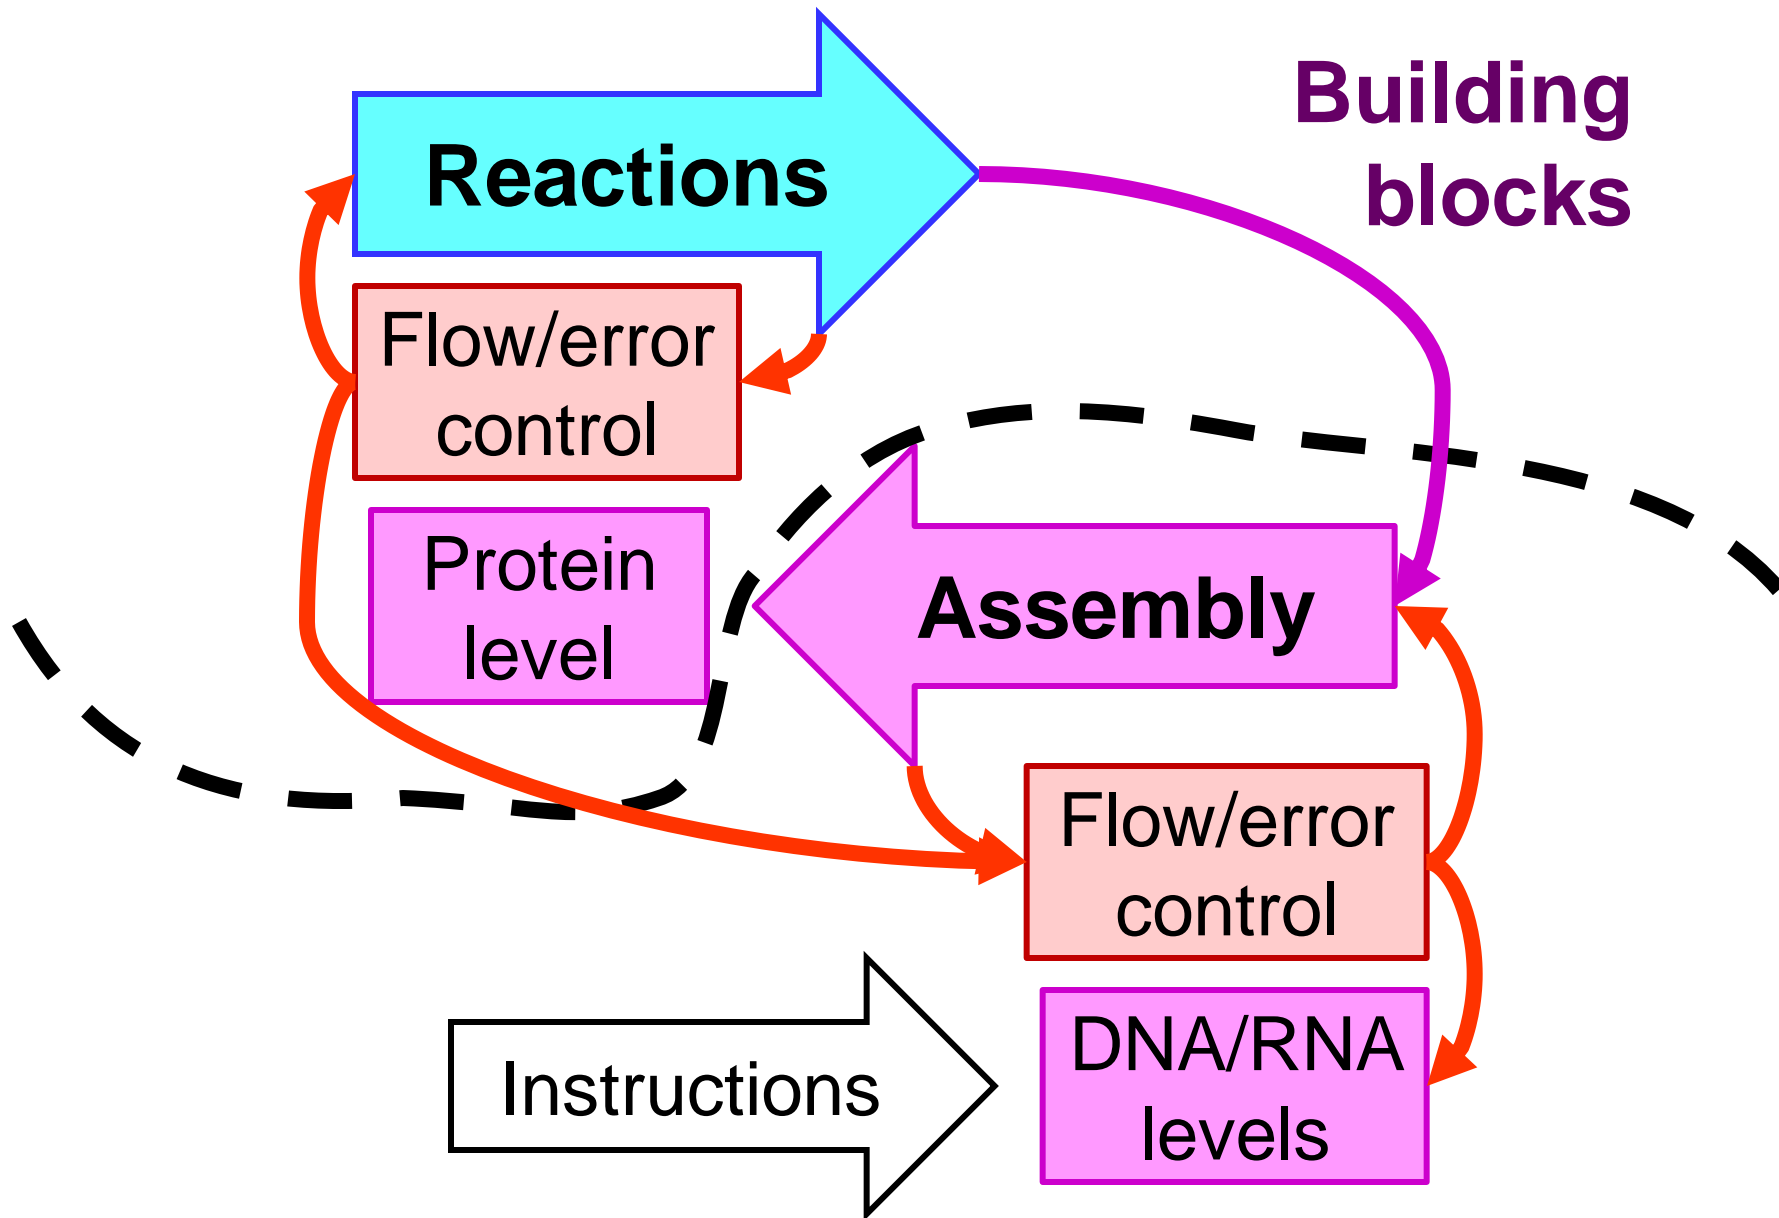 Building
blocks
Reactions
Flow/error
control
Protein
level
Assembly
Flow/error
control
Instructions
DNA/RNA
levels